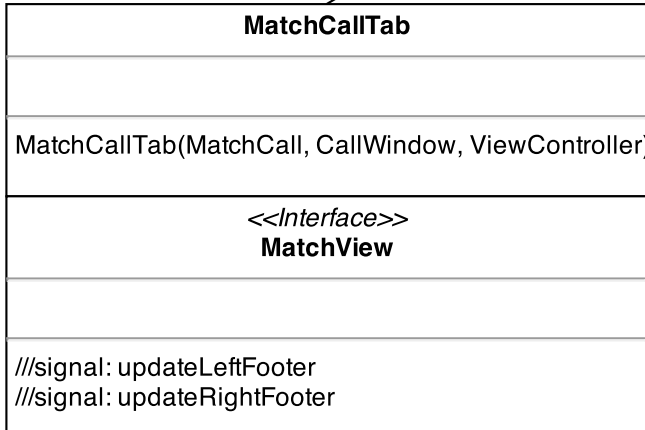 MatchCallTab
MatchCallTab(MatchCall, CallWindow, ViewController)
<<Interface>>
MatchView
///signal: updateLeftFooter
///signal: updateRightFooter